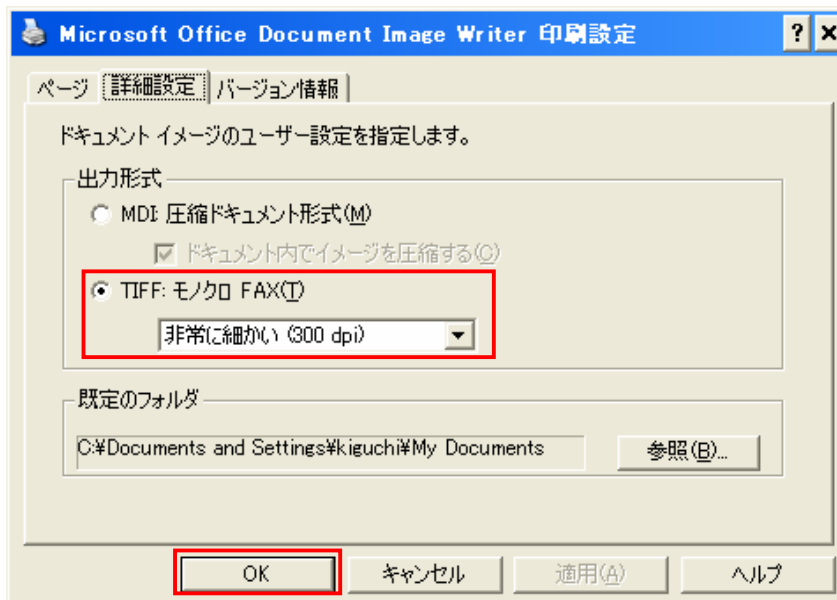 Microsoft Office Document Image Writer 印刷設定
ページ 詳細設定 バージョン情報
ドキュメント イメージのユーザー設定を指定します。
出力形式
MDI: 圧縮ドキュメント形式(M)
ドキュメント内でイメージを圧縮する(C)
TIFF: モノクロ FAX(T)
非常に細かい (300 dpi)
既定のフォルダ
C:¥Documents and Settings¥kiguchi¥My Documents 参照(B)...
OK キャンセル 適用(A) ヘルプ